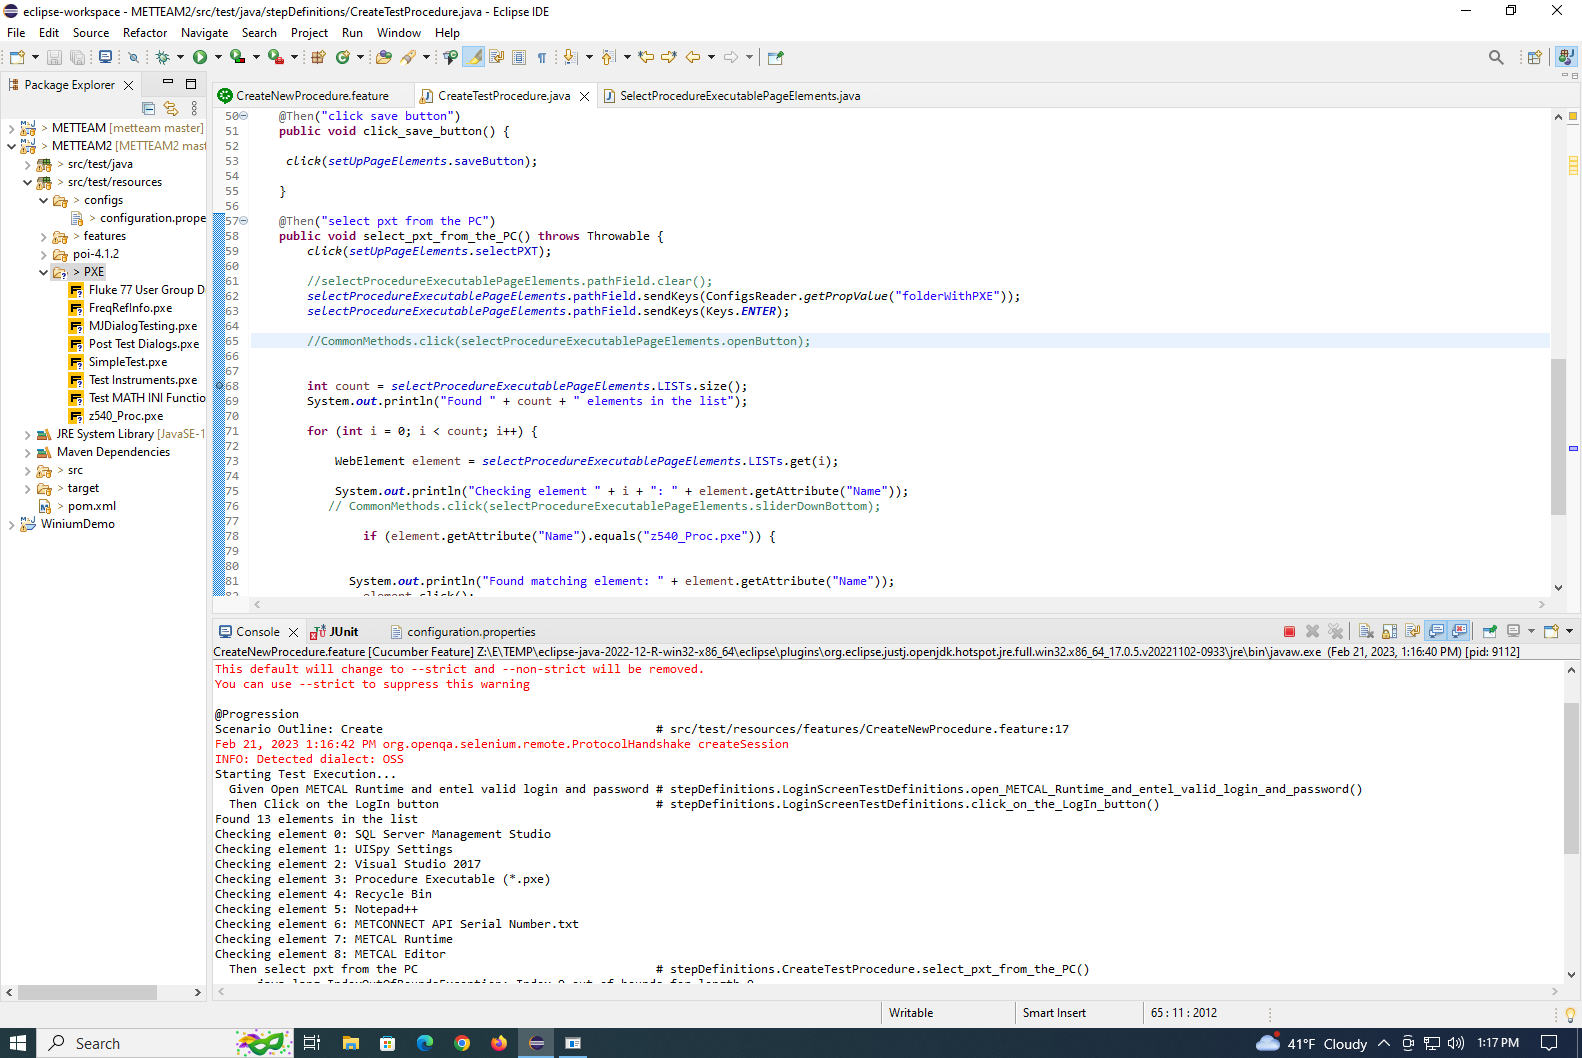 eclipse-workspace - METTEAM2/src/test/java/stepDefinitions/CreateTestProcedure.java - Eclipse IDE
File Edit Source Refactor Navigate Search Project Run Window Help
Package Explorer
CreateNewProcedure.feature
CreateTestProcedure.java
SelectProcedureExecutablePageElements.java
> METTEAM [metteam master]
> METTEAM2 [METTEAM2 mast
> src/test/java
> src/test/resources
> configs
> configuration.prope
> features
poi-4.1.2
> PXE
Fluke 77 User Group D
FreqRefInfo.pxe
MJDialogTesting.pxe
Post Test Dialogs.pxe
SimpleTest.pxe
Test Instruments.pxe
Test MATH INI Functio
z540_Proc.pxe
JRE System Library [JavaSE-1
Maven Dependencies
> src
> target
> pom.xml
WiniumDemo
50 @Then("click save button")
51 public void click_save_button() {
52
53 click(setUpPageElements.saveButton);
54
55 }
56
57 @Then("select pxt from the PC")
58 public void select_pxt_from_the_PC() throws Throwable {
59 click(setUpPageElements.selectPXT);
60
61 //selectProcedureExecutablePageElements.pathField.clear();
62 selectProcedureExecutablePageElements.pathField.sendKeys(ConfigsReader.getPropValue("folderWithPXE"));
63 selectProcedureExecutablePageElements.pathField.sendKeys(Keys.ENTER);
64
65 //CommonMethods.click(selectProcedureExecutablePageElements.openButton);
66
67
68 int count = selectProcedureExecutablePageElements.LISTs.size();
69 System.out.println("Found " + count + " elements in the list");
70
71 for (int i = 0; i < count; i++) {
72
73 WebElement element = selectProcedureExecutablePageElements.LISTs.get(i);
74
75 System.out.println("Checking element " + i + ": " + element.getAttribute("Name"));
76 // CommonMethods.click(selectProcedureExecutablePageElements.sliderDownBottom);
77
78 if (element.getAttribute("Name").equals("z540_Proc.pxe")) {
79
80
81 System.out.println("Found matching element: " + element.getAttribute("Name"));
82 element.click();
Console
JUnit
configuration.properties
CreateNewProcedure.feature [Cucumber Feature] Z:\E\TEMP\eclipse-java-2022-12-R-win32-x86_64\eclipse\plugins\org.eclipse.justj.openjdk.hotspot.jre.full.win32.x86_64_17.0.5.v20221102-0933\jre\bin\javaw.exe (Feb 21, 2023, 1:16:40 PM) [pid: 9112]
This default will change to --strict and --non-strict will be removed.
You can use --strict to suppress this warning
@Progression
Scenario Outline: Create # src/test/resources/features/CreateNewProcedure.feature:17
Feb 21, 2023 1:16:42 PM org.openqa.selenium.remote.ProtocolHandshake createSession
INFO: Detected dialect: OSS
Starting Test Execution...
Given Open METCAL Runtime and entel valid login and password # stepDefinitions.LoginScreenTestDefinitions.open_METCAL_Runtime_and_entel_valid_login_and_password()
Then Click on the LogIn button # stepDefinitions.LoginScreenTestDefinitions.click_on_the_LogIn_button()
Found 13 elements in the list
Checking element 0: SQL Server Management Studio
Checking element 1: UISpy Settings
Checking element 2: Visual Studio 2017
Checking element 3: Procedure Executable (*.pxe)
Checking element 4: Recycle Bin
Checking element 5: Notepad++
Checking element 6: METCONNECT API Serial Number.txt
Checking element 7: METCAL Runtime
Checking element 8: METCAL Editor
Then select pxt from the PC # stepDefinitions.CreateTestProcedure.select_pxt_from_the_PC()
java.lang.IndexOutOfBoundsException: Index 9 out of bounds for length 9
Writable
Smart Insert
65 : 11 : 2012
Search
41°F Cloudy
1:17 PM